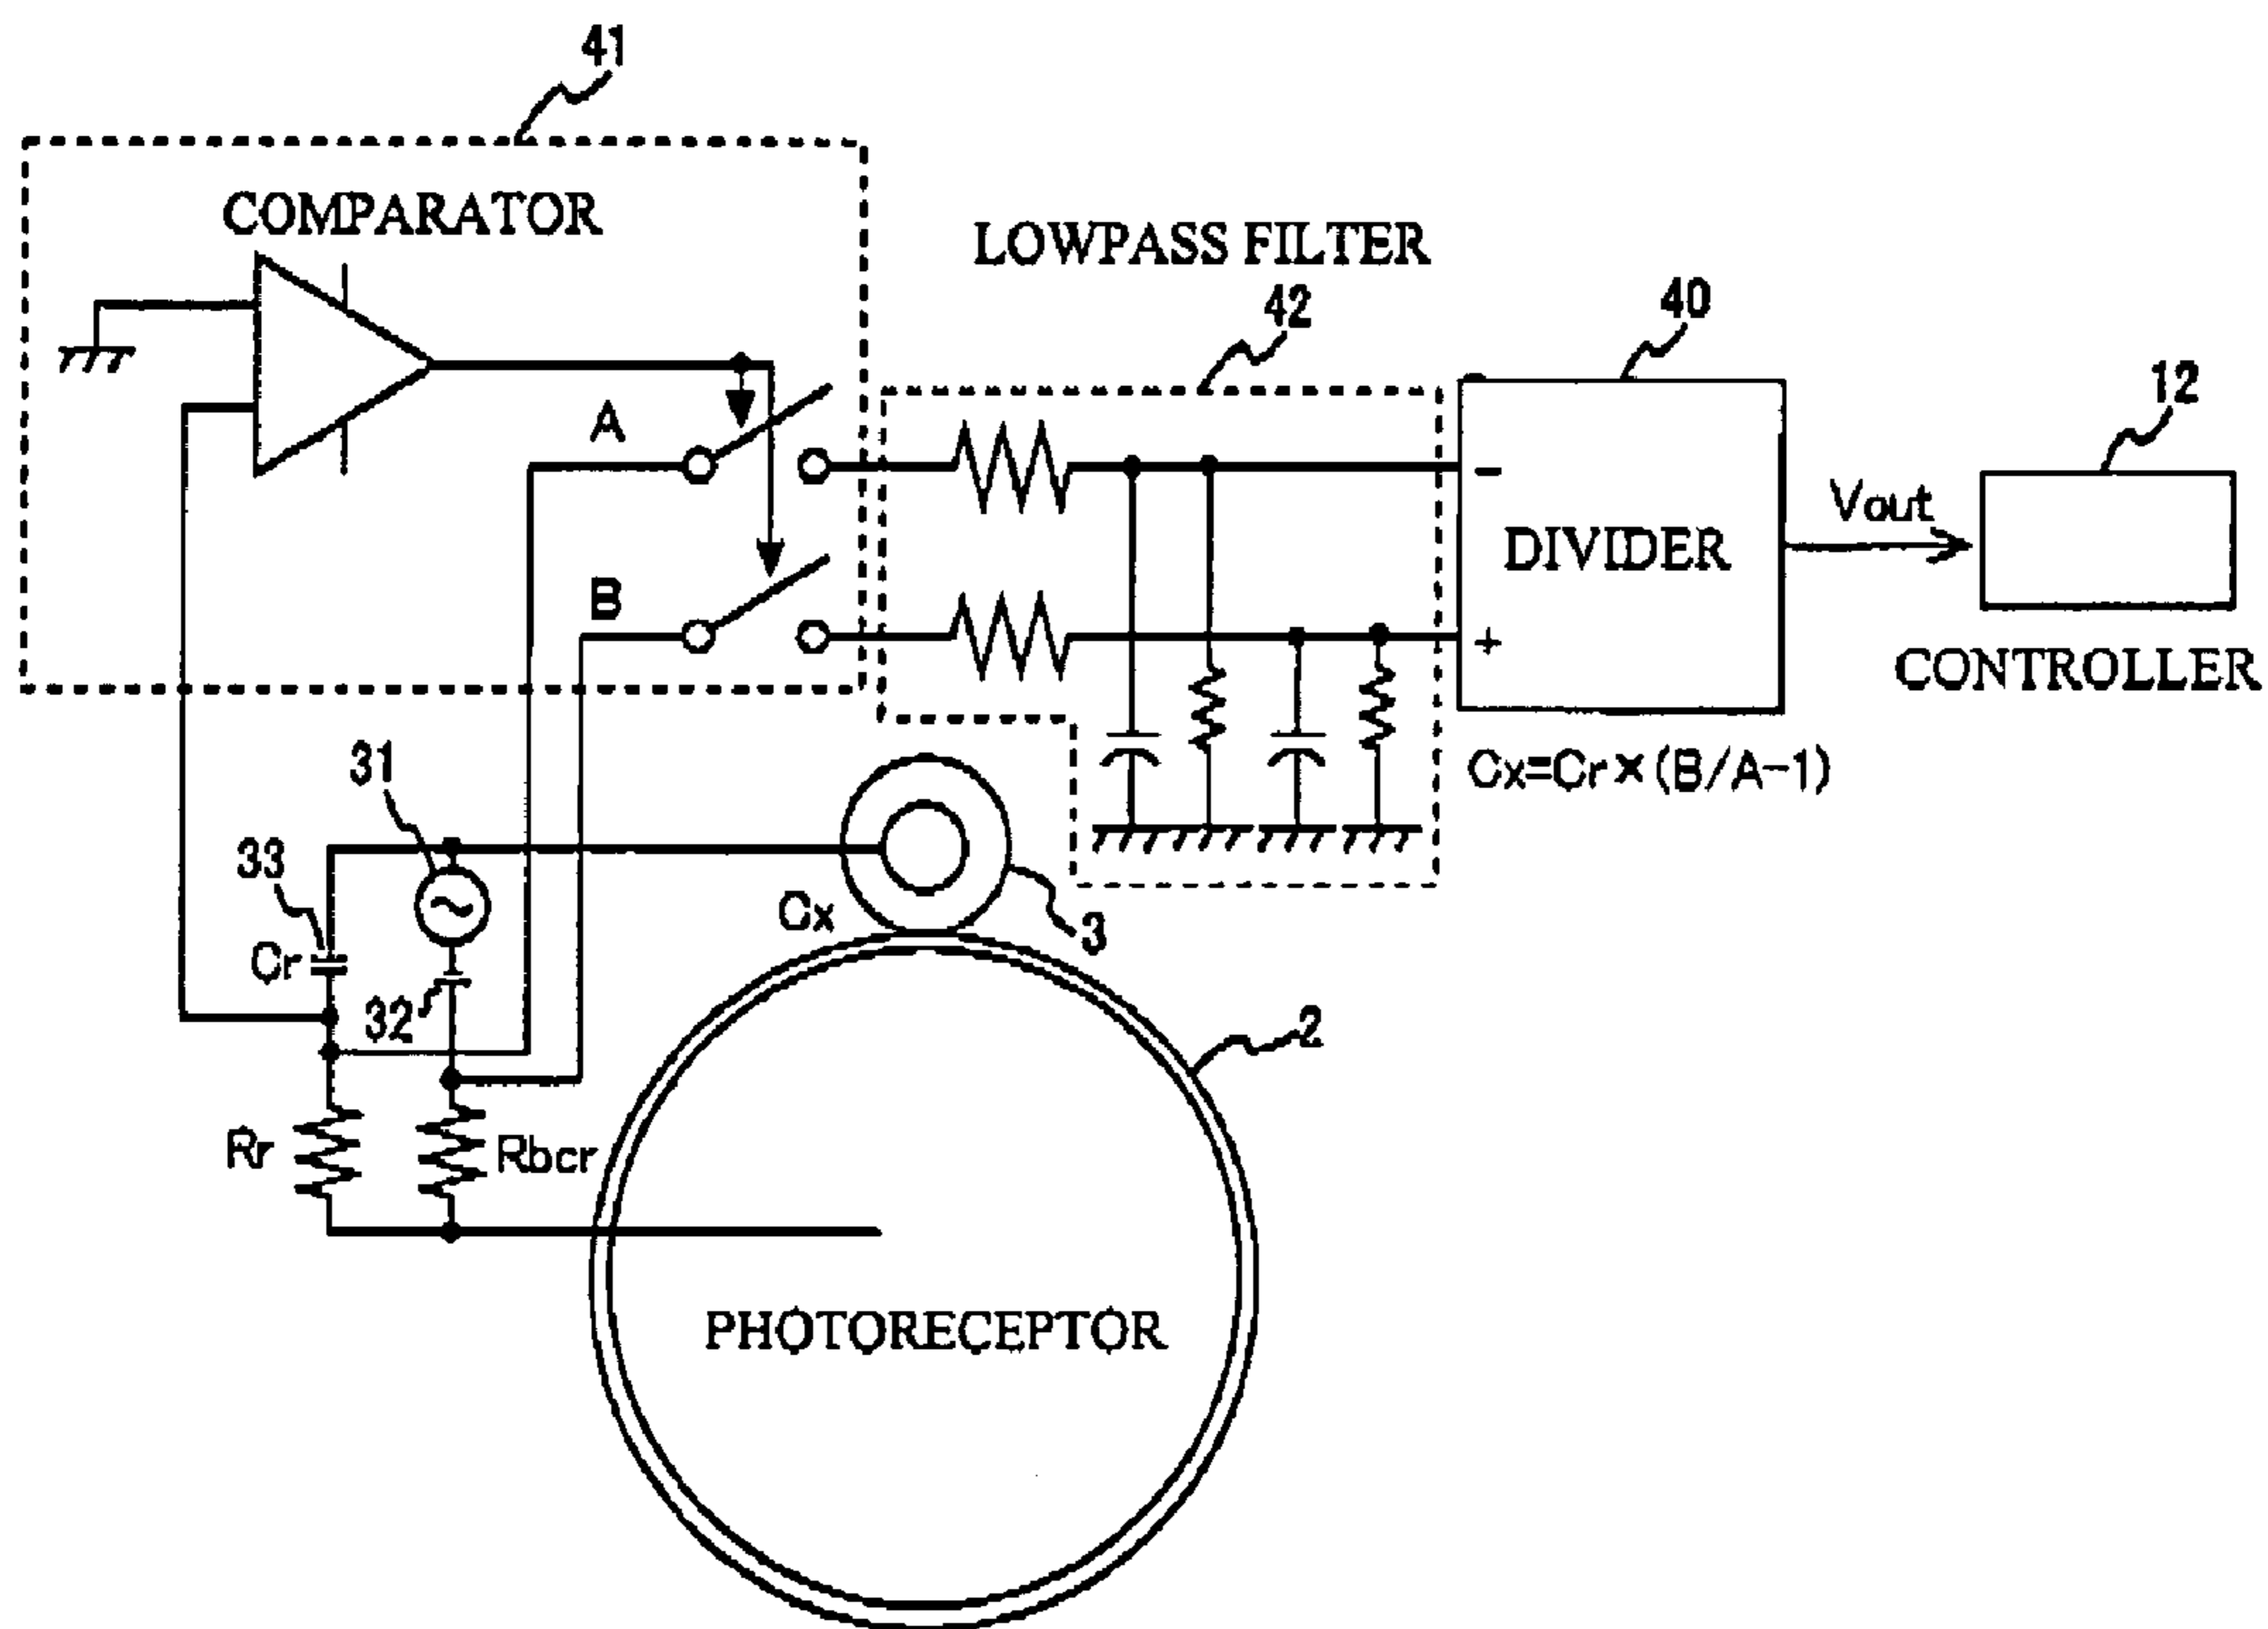 41
COMPARATOR
LOWPASS FILTER
42
40
12
A
B
-
+
DIVIDER
Vout
CONTROLLER
Cx=Cr×(B/A-1)
31
33
Cr
32
Cx
3
2
Rr
Rbcr
PHOTORECEPTOR